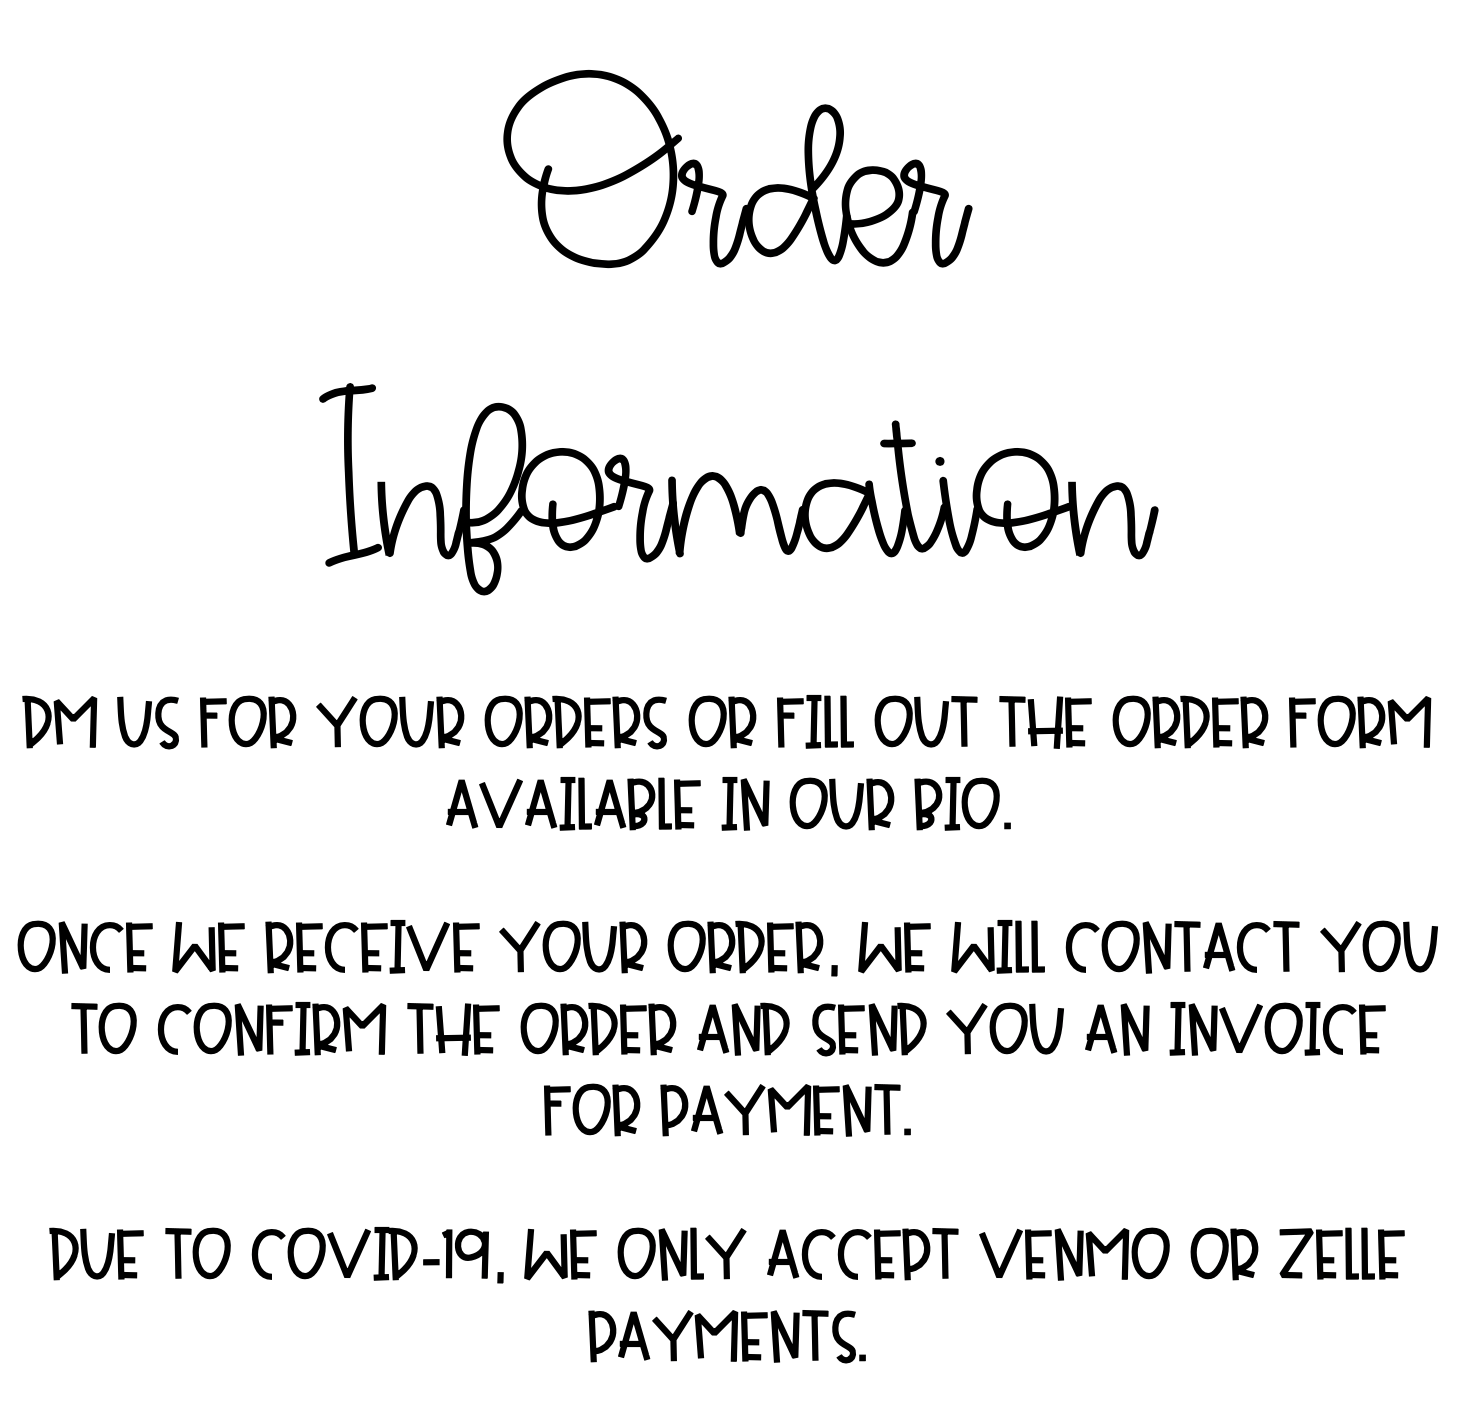 Order
Information
DM US FOR YOUR ORDERS OR FILL OUT THE ORDER FORM
AVAILABLE IN OUR BIO.
ONCE WE RECEIVE YOUR ORDER, WE WILL CONTACT YOU
TO CONFIRM THE ORDER AND SEND YOU AN INVOICE
FOR PAYMENT.
DUE TO COVID-19, WE ONLY ACCEPT VENMO OR ZELLE
PAYMENTS.